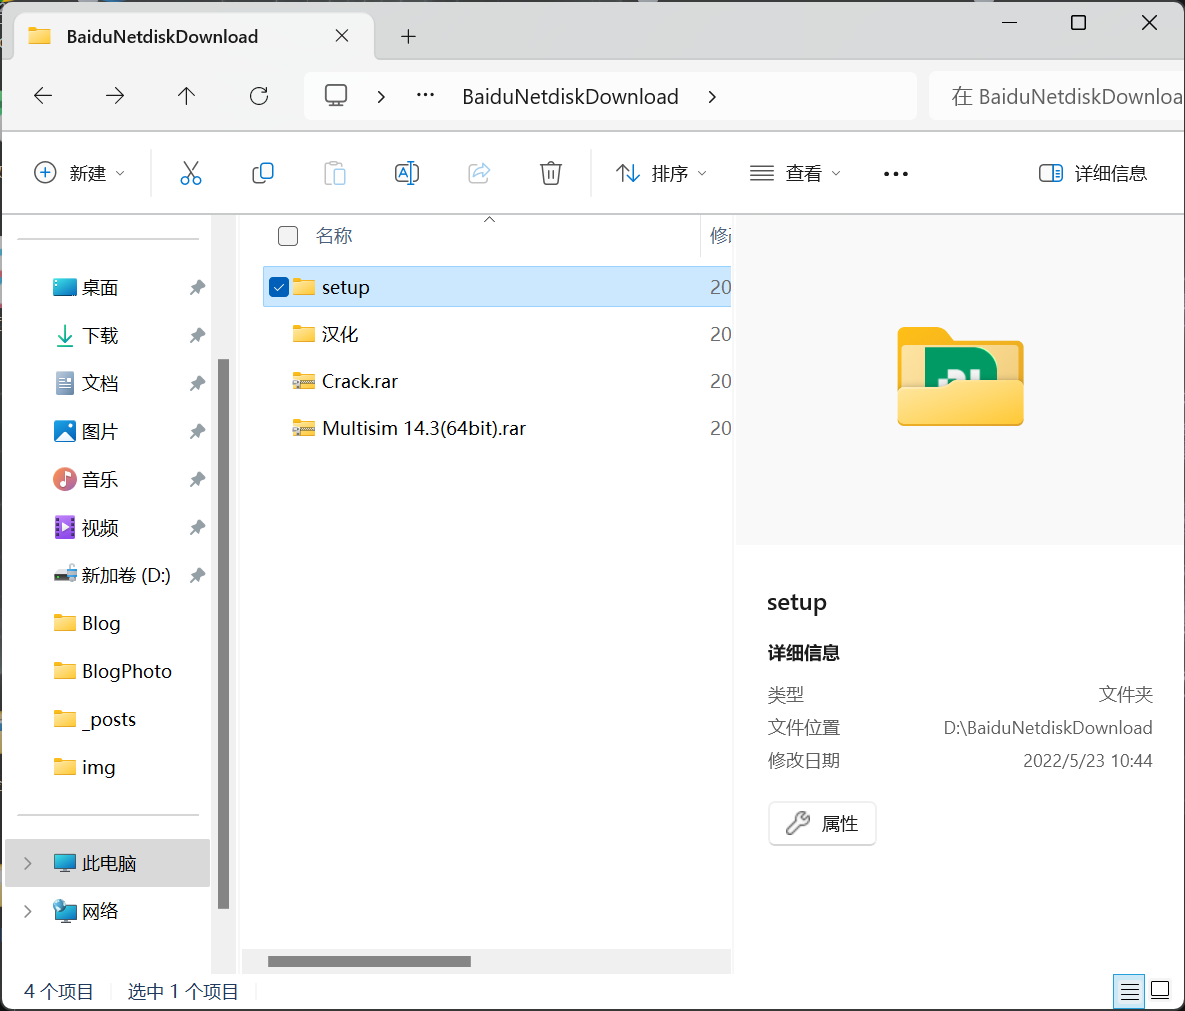 BaiduNetdiskDownload
BaiduNetdiskDownload
在 BaiduNetdiskDownloa
新建
排序
查看
详细信息
名称
修
桌面
下载
文档
图片
音乐
视频
新加卷 (D:)
Blog
BlogPhoto
_posts
img
此电脑
网络
setup
20
汉化
20
Crack.rar
20
Multisim 14.3(64bit).rar
20
setup
详细信息
类型
文件夹
文件位置
D:\BaiduNetdiskDownload
修改日期
2022/5/23 10:44
属性
4 个项目
选中 1 个项目